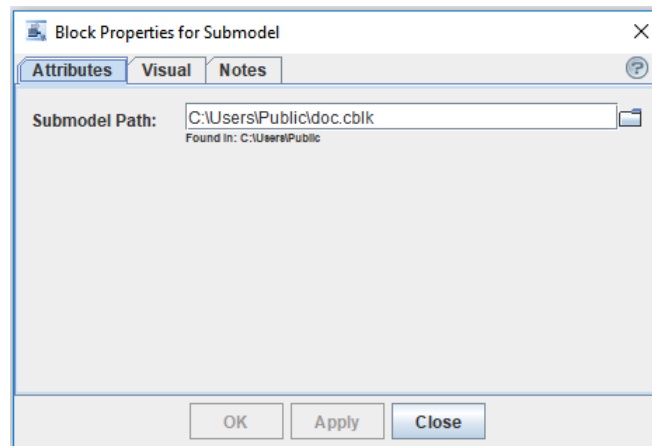 Block Properties for Submodel
Attributes Visual Notes
Submodel Path: C:\Users\Public\doc.cblk
Found in: C:\Users\Public
OK Apply Close